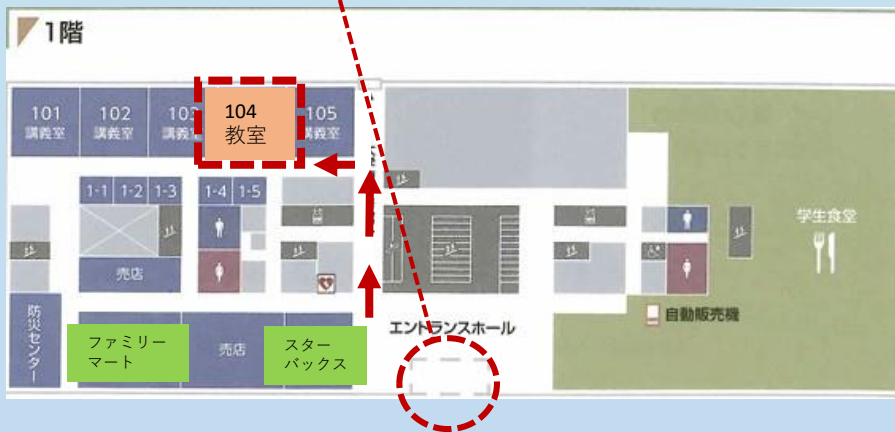 1階
101
講義室
102
講義室
103
講義室
104
教室
105
講義室
1-1
1-2
1-3
1-4
1-5
売店
学生食堂
自動販売機
エントランスホール
防災センター
ファミリー
マート
売店
スター
バックス